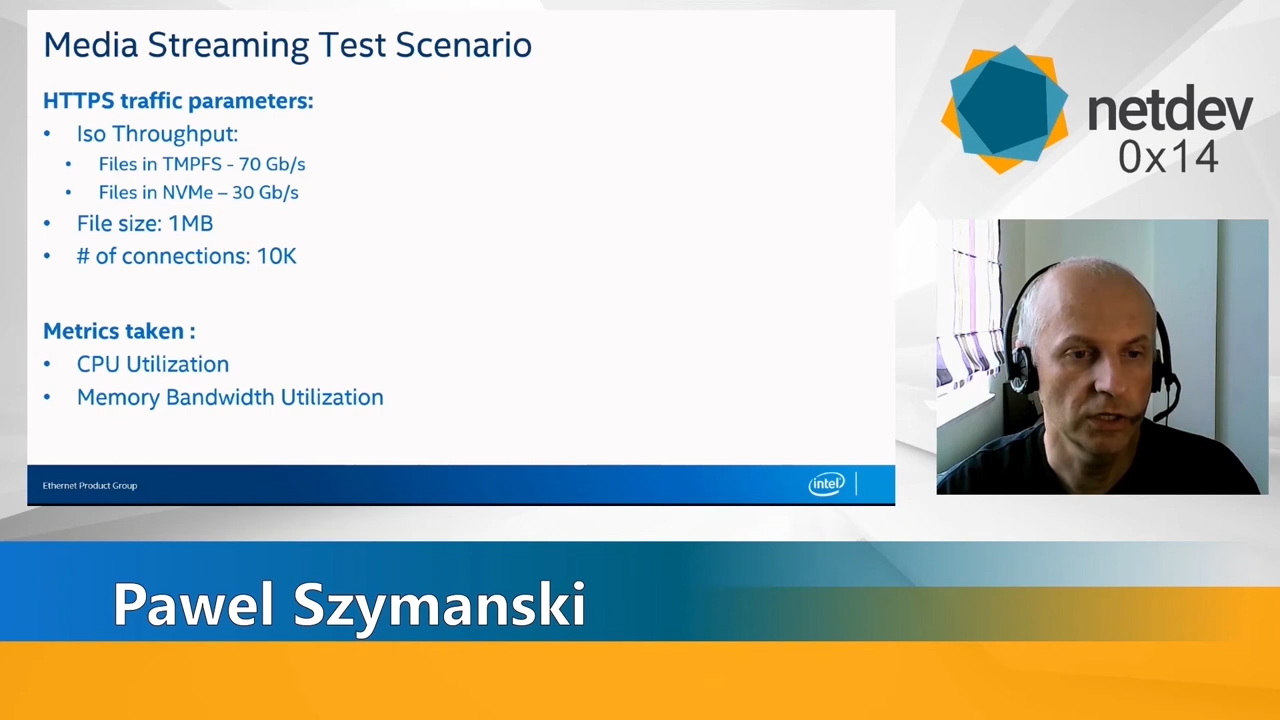 Media Streaming Test Scenario
HTTPS traffic parameters:
• Iso Throughput:
• Files in TMPFS - 70 Gb/s
• Files in NVMe – 30 Gb/s
• File size: 1MB
• # of connections: 10K
Metrics taken :
• CPU Utilization
• Memory Bandwidth Utilization
Ethernet Product Group
intel
netdev
0x14
Pawel Szymanski